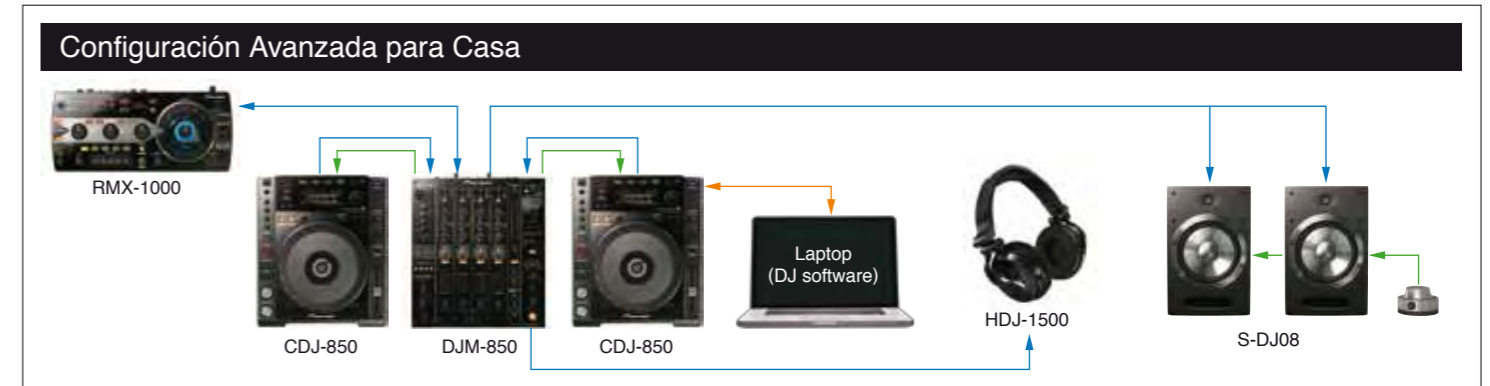 Configuración Avanzada para Casa
RMX-1000
Laptop
(DJ software)
HDJ-1500
S-DJ08
CDJ-850
DJM-850
CDJ-850